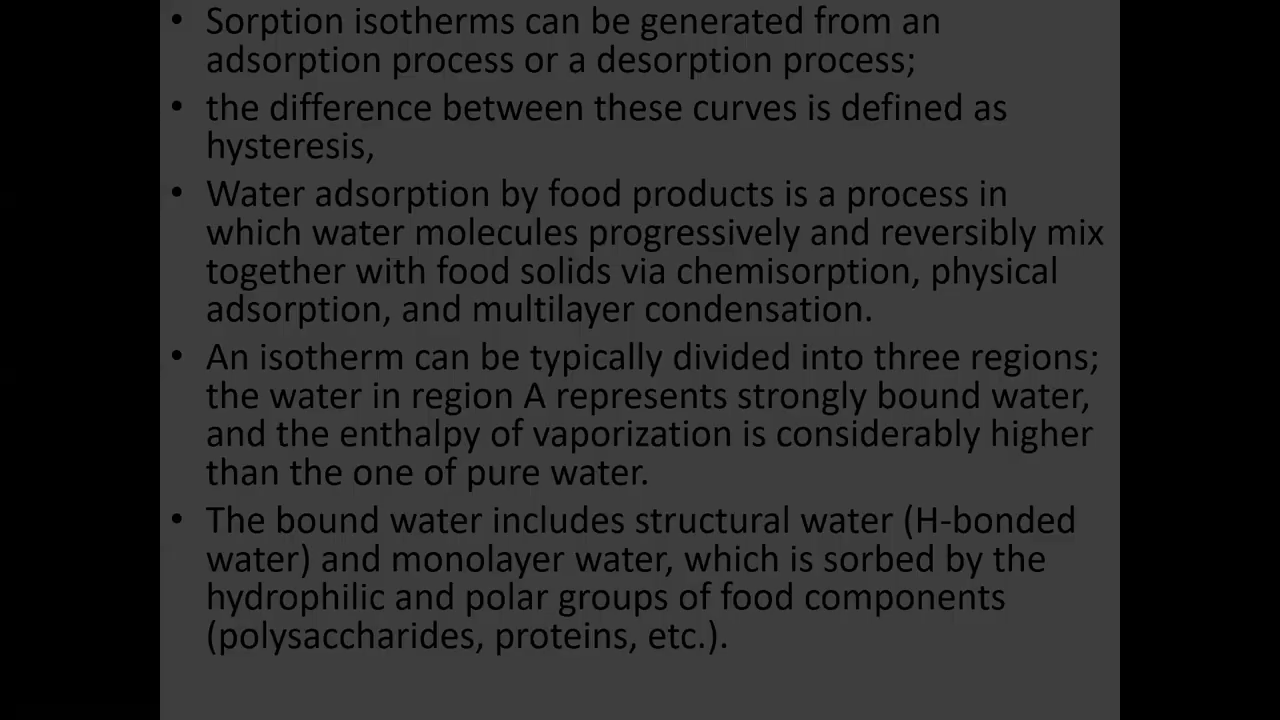 • Sorption isotherms can be generated from an
adsorption process or a desorption process;
• the difference between these curves is defined as
hysteresis,
• Water adsorption by food products is a process in
which water molecules progressively and reversibly mix
together with food solids via chemisorption, physical
adsorption, and multilayer condensation.
• An isotherm can be typically divided into three regions;
the water in region A represents strongly bound water,
and the enthalpy of vaporization is considerably higher
than the one of pure water.
• The bound water includes structural water (H-bonded
water) and monolayer water, which is sorbed by the
hydrophilic and polar groups of food components
(polysaccharides, proteins, etc.).